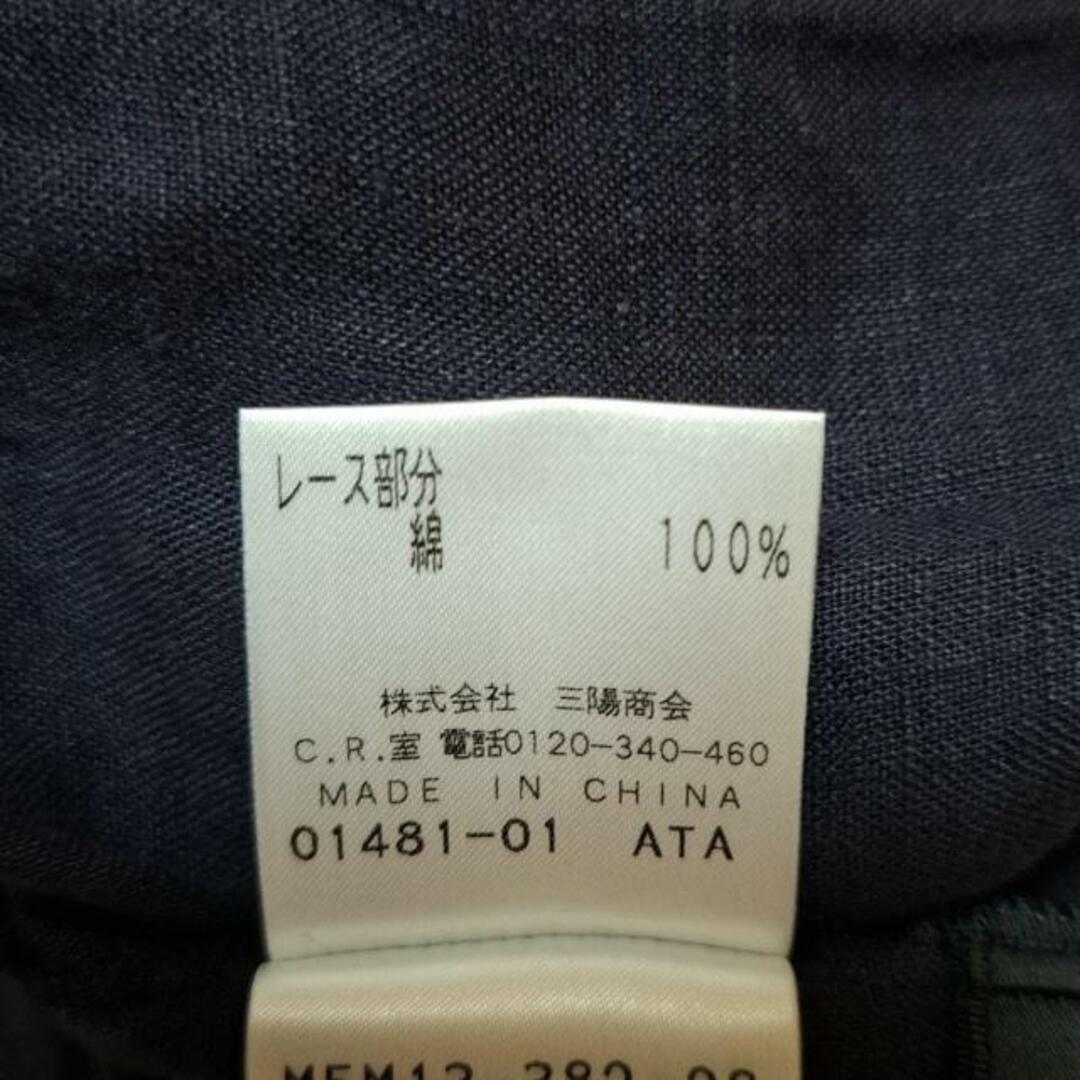 レース部分
綿 100%
株式会社 三陽商会
C.R.室 電話0120-340-460
MADE IN CHINA
01481-01 ATA